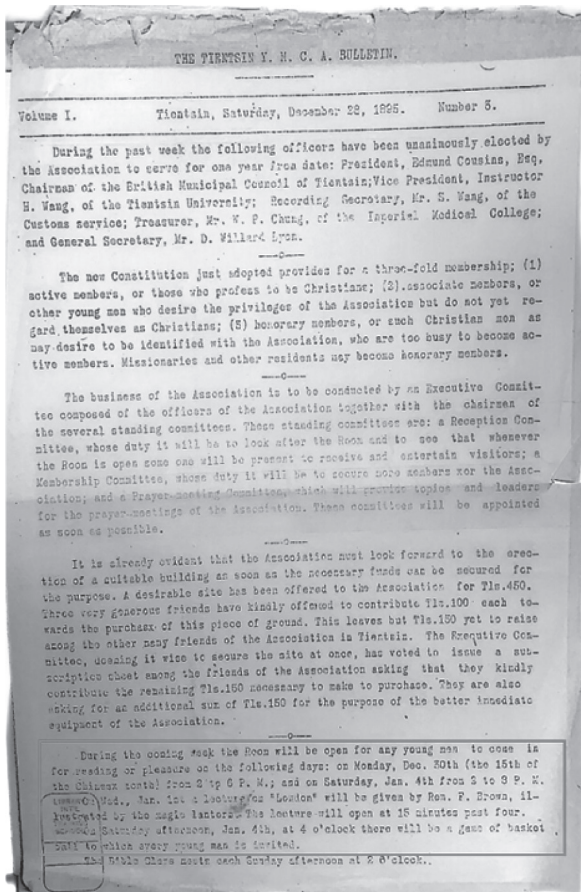 THE TIENTSIN Y. M. C. A. BULLETIN.
Volume I. Tientsin, Saturday, December 28, 1895. Number 5.
During the past week the following officers have been unanimously elected by
the Association to serve for one year from date: President, Edmund Cousins, Esq,
Chairman of the British Municipal Council of Tientsin;Vice President, Instructor
H. Wang, of the Tientsin University; Recording Secretary, Mr. S. Wang, of the
Customs service; Treasurer, Mr. W. P. Chung, of the Imperial Medical College;
and General Secretary, Mr. D. Willard Lyon.
The new Constitution just adopted provides for a three-fold membership; (1)
active members, or those who profess to be Christians; (2) associate members, or
other young men who desire the privileges of the Association but do not yet re-
gard themselves as Christians; (3) honorary members, or such Christian men as
may desire to be identified with the Association, who are too busy to become ac-
tive members. Missionaries and other residents may become honorary members.
The business of the Association is to be conducted by an Executive Commit-
tee composed of the officers of the Association together with the chairmen of
the several standing committees. These standing committees are: a Reception Com-
mittee, whose duty it will be to look after the Room and to see that whenever
the Room is open some one will be present to receive and entertain visitors; a
Membership Committee, whose duty it will be to secure more members for the Asso-
ciation; and a Prayer-meeting Committee, which will provide topics and leaders
for the prayer-meetings of the Association. These committees will be appointed
as soon as possible.
It is already evident that the Association must look forward to the erec-
tion of a suitable building as soon as the necessary funds can be secured for
the purpose. A desirable site has been offered to the Association for Tls.450.
Three very generous friends have kindly offered to contribute Tls.100 each to-
wards the purchase of this piece of ground. This leaves but Tls.150 yet to raise
among the other many friends of the Association in Tientsin. The Executive Com-
mittee, deeming it wise to secure the site at once, has voted to issue a sub-
scription sheet among the friends of the Association asking that they kindly
contribute the remaining Tls.150 necessary to make to purchase. They are also
asking for an additional sum of Tls.150 for the purpose of the better immediate
equipment of the Association.
During the coming week the Room will be open for any young men to come in
for reading or pleasure on the following days: on Monday, Dec. 30th (the 15th of
the Chinese month) from 2 to 6 P. M.; and on Saturday, Jan. 4th from 2 to 6 P. M.
On Wed., Jan. 1st a lecture on "London" will be given by Rev. F. Brown, il-
lustrated by the magic lantern. The lecture will open at 15 minutes past four.
On Saturday afternoon, Jan. 4th, at 4 o'clock there will be a game of basket
ball to which every young man is invited.
The Bible Class meets each Sunday afternoon at 2 o'clock.